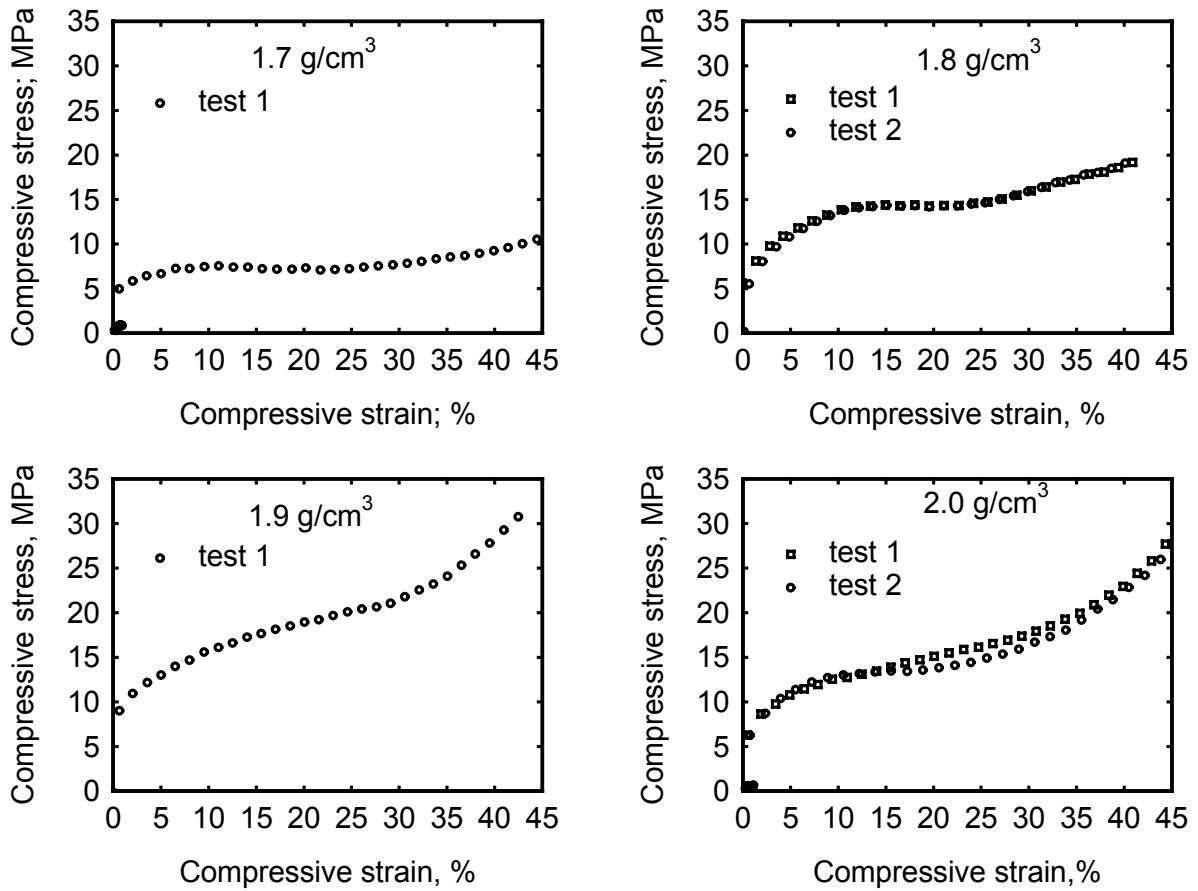 35
30
25
20
15
10
5
0
Compressive stress; MPa
1.7 g/cm³
test 1
0 5 10 15 20 25 30 35 40 45
Compressive strain; %
35
30
25
20
15
10
5
0
Compressive stress, MPa
1.8 g/cm³
test 1
test 2
0 5 10 15 20 25 30 35 40 45
Compressive strain, %
35
30
25
20
15
10
5
0
Compressive stress, MPa
1.9 g/cm³
test 1
0 5 10 15 20 25 30 35 40 45
Compressive strain, %
35
30
25
20
15
10
5
0
Compressive stress, MPa
2.0 g/cm³
test 1
test 2
0 5 10 15 20 25 30 35 40 45
Compressive strain,%